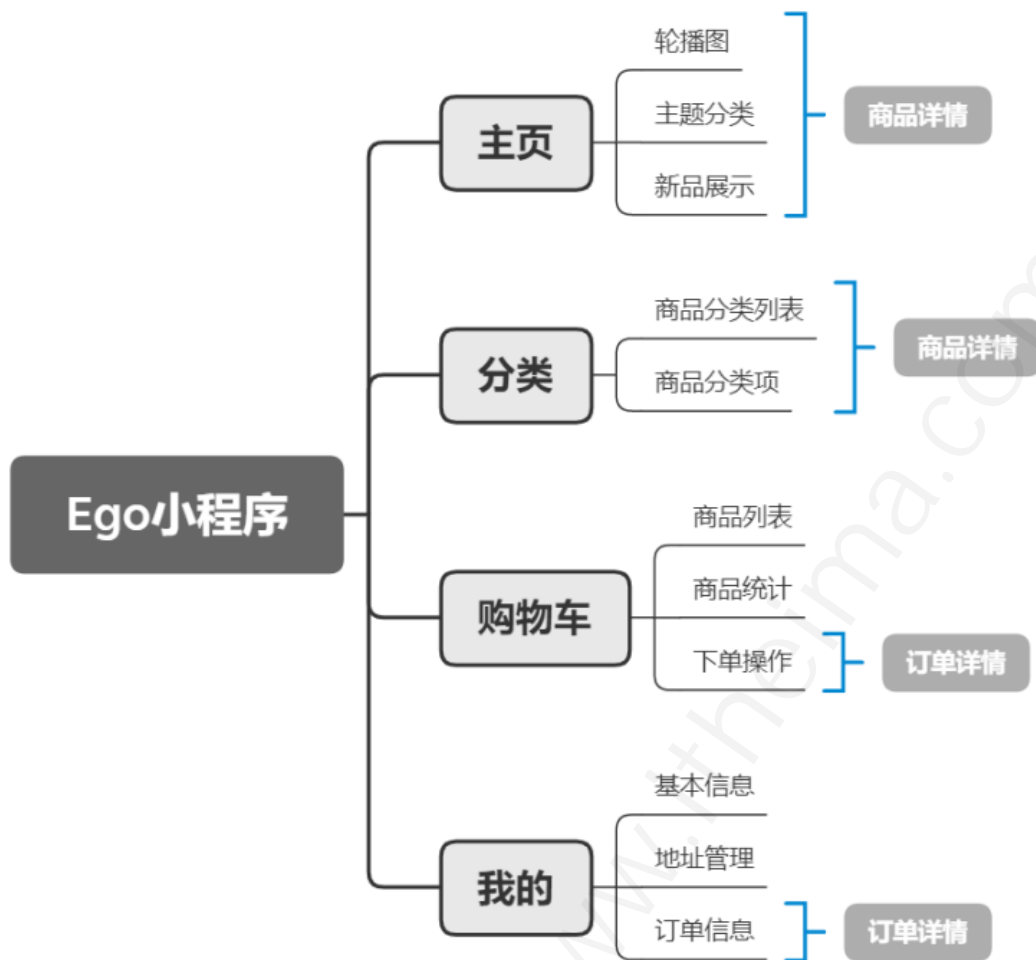 Ego小程序
主页
轮播图
主题分类
新品展示
商品详情
分类
商品分类列表
商品分类项
商品详情
购物车
商品列表
商品统计
下单操作
订单详情
我的
基本信息
地址管理
订单信息
订单详情
www.itheima.com